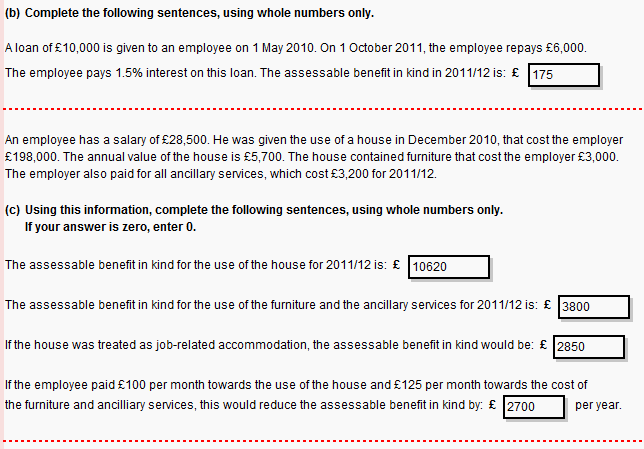 (b) Complete the following sentences, using whole numbers only.
A loan of £10,000 is given to an employee on 1 May 2010. On 1 October 2011, the employee repays £6,000.
The employee pays 1.5% interest on this loan. The assessable benefit in kind in 2011/12 is: £ 175
An employee has a salary of £28,500. He was given the use of a house in December 2010, that cost the employer
£198,000. The annual value of the house is £5,700. The house contained furniture that cost the employer £3,000.
The employer also paid for all ancillary services, which cost £3,200 for 2011/12.
(c) Using this information, complete the following sentences, using whole numbers only.
If your answer is zero, enter 0.
The assessable benefit in kind for the use of the house for 2011/12 is: £ 10620
The assessable benefit in kind for the use of the furniture and the ancillary services for 2011/12 is: £ 3800
If the house was treated as job-related accommodation, the assessable benefit in kind would be: £ 2850
If the employee paid £100 per month towards the use of the house and £125 per month towards the cost of
the furniture and ancilliary services, this would reduce the assessable benefit in kind by: £ 2700 per year.